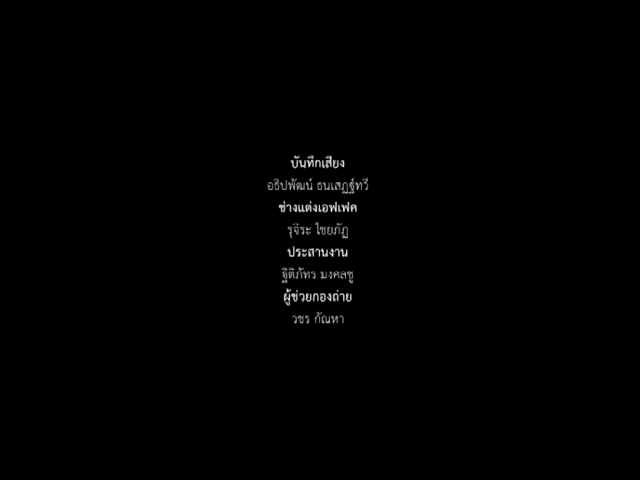 บันทึกเสียง
อธิปพัฒน์ ธนเสฏฐ์ทวี
ช่างแต่งเอฟเฟค
รุจิระ ไชยภัฏ
ประสานงาน
ฐิติภัทร มงคลชู
ผู้ช่วยกองถ่าย
วชร กัณหา